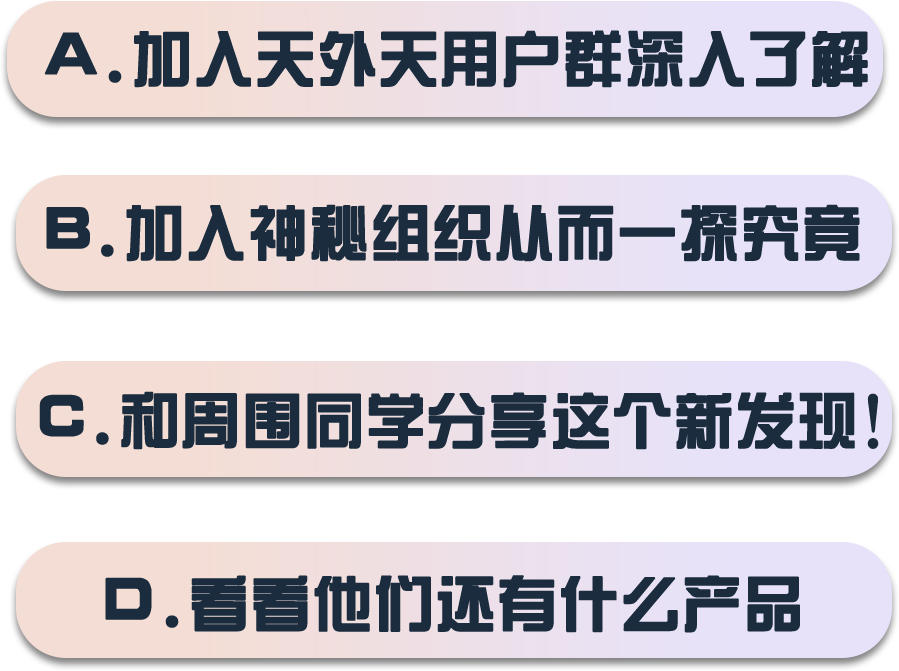 A.加入天外天用户群深入了解
B.加入神秘组织从而一探究竟
C.和周围同学分享这个新发现!
D.看看他们还有什么产品